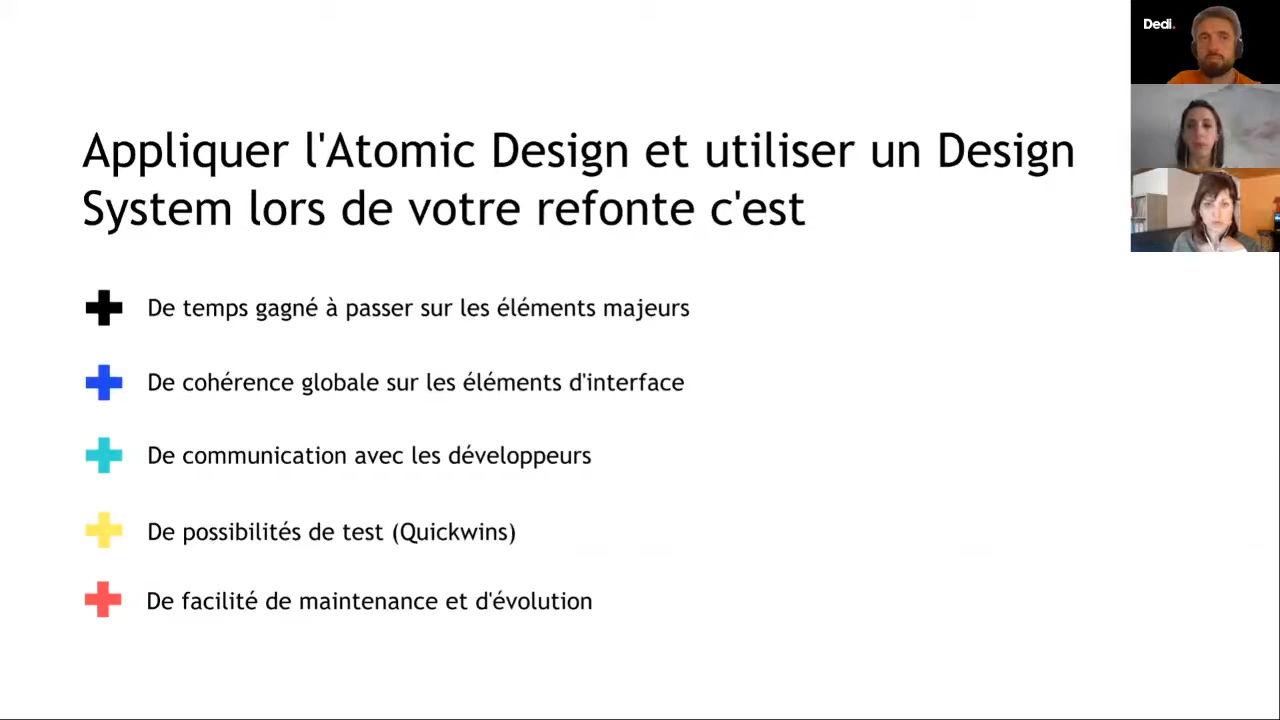 Dedi.
Appliquer l'Atomic Design et utiliser un Design
System lors de votre refonte c'est
De temps gagné à passer sur les éléments majeurs
De cohérence globale sur les éléments d'interface
De communication avec les développeurs
De possibilités de test (Quickwins)
De facilité de maintenance et d'évolution